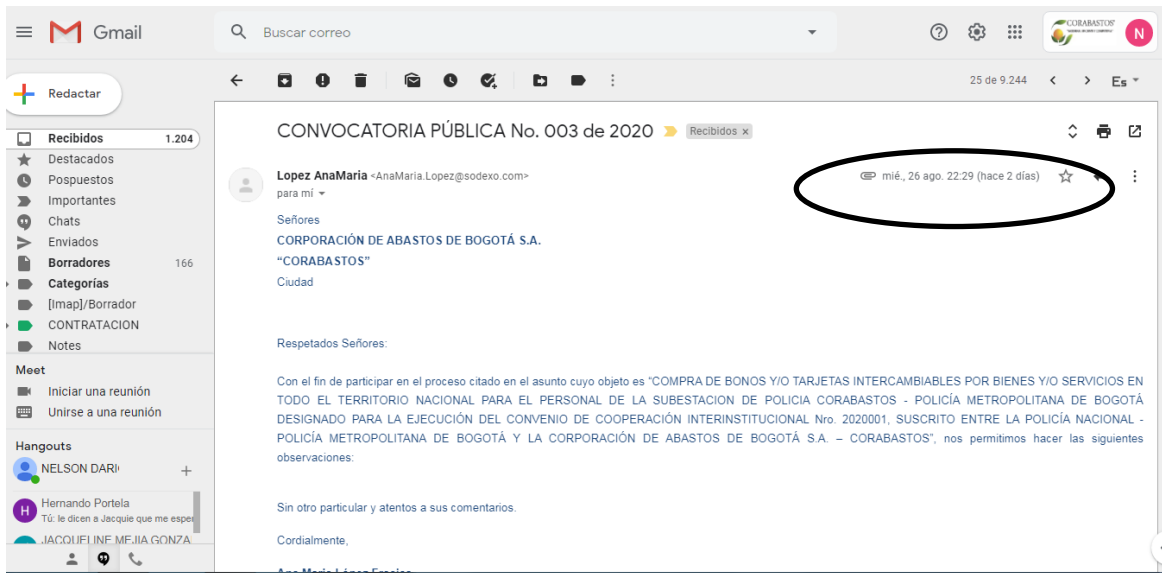 Gmail
Buscar correo
CORABASTOS
N
Redactar
25 de 9.244
Es
Recibidos 1.204
Destacados
Pospuestos
Importantes
Chats
Enviados
Borradores 166
Categorías
[Imap]/Borrador
CONTRATACION
Notes
Meet
Iniciar una reunión
Unirse a una reunión
Hangouts
NELSON DARI
+
H
Hernando Portela
Tú: le dicen a Jacquie que me esper
JACQUELINE MEJIA GONZA
CONVOCATORIA PÚBLICA No. 003 de 2020 Recibidos x
Lopez AnaMaria <AnaMaria.Lopez@sodexo.com> mié., 26 ago. 22:29 (hace 2 días)
para mí
Señores
CORPORACIÓN DE ABASTOS DE BOGOTÁ S.A.
“CORABASTOS”
Ciudad
Respetados Señores:
Con el fin de participar en el proceso citado en el asunto cuyo objeto es “COMPRA DE BONOS Y/O TARJETAS INTERCAMBIABLES POR BIENES Y/O SERVICIOS EN
TODO EL TERRITORIO NACIONAL PARA EL PERSONAL DE LA SUBESTACION DE POLICIA CORABASTOS - POLICÍA METROPOLITANA DE BOGOTÁ
DESIGNADO PARA LA EJECUCIÓN DEL CONVENIO DE COOPERACIÓN INTERINSTITUCIONAL Nro. 2020001, SUSCRITO ENTRE LA POLICÍA NACIONAL -
POLICÍA METROPOLITANA DE BOGOTÁ Y LA CORPORACIÓN DE ABASTOS DE BOGOTÁ S.A. – CORABASTOS”, nos permitimos hacer las siguientes
observaciones:
Sin otro particular y atentos a sus comentarios.
Cordialmente,